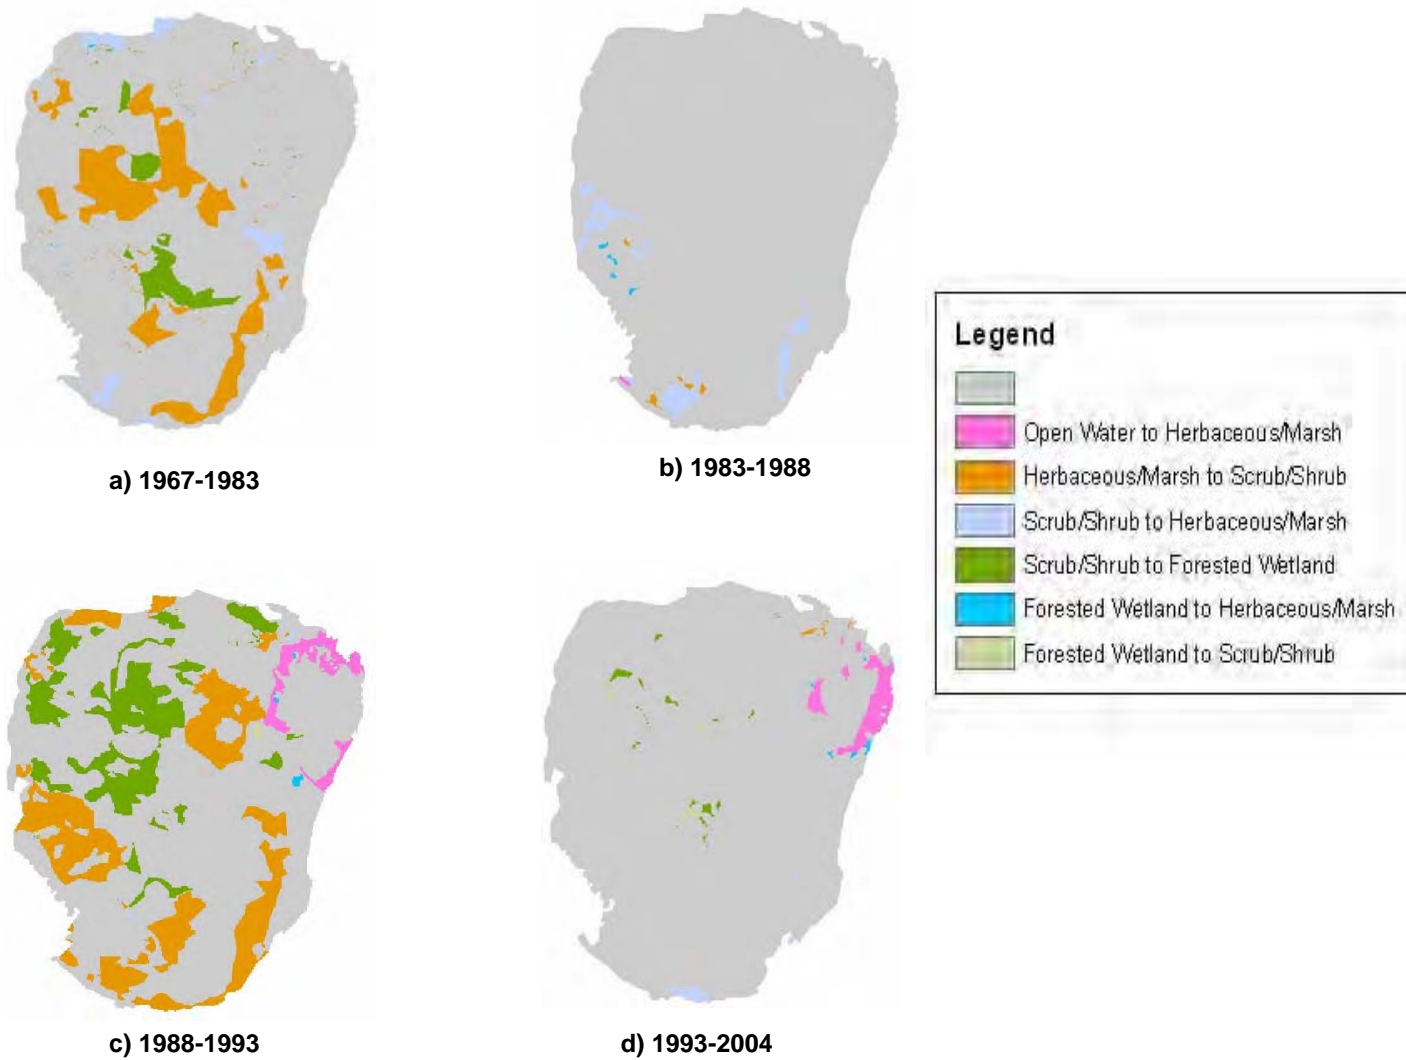 a) 1967-1983
b) 1983-1988
Legend
Open Water to Herbaceous/Marsh
Herbaceous/Marsh to Scrub/Shrub
Scrub/Shrub to Herbaceous/Marsh
Scrub/Shrub to Forested Wetland
Forested Wetland to Herbaceous/Marsh
Forested Wetland to Scrub/Shrub
c) 1988-1993
d) 1993-2004